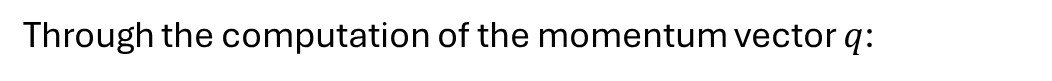 Through the computation of the momentum vector q: